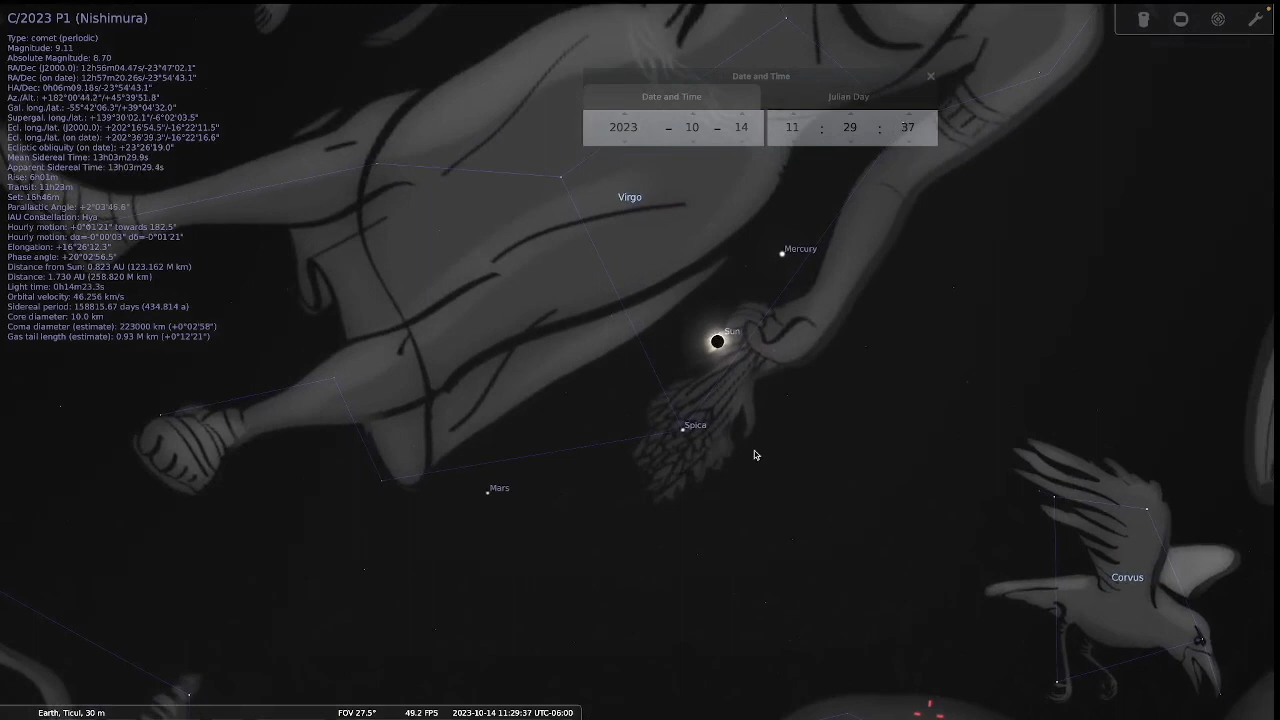 C/2023 P1 (Nishimura)
Type: comet (periodic)
Magnitude: 9.11
Absolute Magnitude: 8.70
RA/Dec (J2000.0): 12h56m04.47s/-23°47'02.1"
RA/Dec (on date): 12h57m20.26s/-23°54'43.1"
HA/Dec: 0h06m09.18s/-23°54'43.1"
Az./Alt.: +182°00'44.2"/+45°39'51.8"
Gal. long./lat.: -55°42'06.3"/+39°04'32.0"
Supergal. long./lat.: +139°30'02.1"/-6°02'03.5"
Ecl. long./lat. (J2000.0): +202°16'54.5"/-16°22'11.5"
Ecl. long./lat. (on date): +202°36'39.3"/-16°22'16.6"
Ecliptic obliquity (on date): +23°26'19.0"
Mean Sidereal Time: 13h03m29.9s
Apparent Sidereal Time: 13h03m29.4s
Rise: 6h01m
Transit: 11h23m
Set: 16h46m
Parallactic Angle: +2°03'45.6"
IAU Constellation: Hya
Hourly motion: +0°01'21" towards 182.5°
Hourly motion: dα=-0°00'03" dδ=-0°01'21"
Elongation: +16°26'12.3"
Phase angle: +20°02'56.5"
Distance from Sun: 0.823 AU (123.162 M km)
Distance: 1.730 AU (258.820 M km)
Light time: 0h14m23.3s
Orbital velocity: 46.256 km/s
Sidereal period: 158815.67 days (434.814 a)
Core diameter: 10.0 km
Coma diameter (estimate): 223000 km (+0°02'58")
Gas tail length (estimate): 0.93 M km (+0°12'21")
Date and Time
Date and Time Julian Day
2023 - 10 - 14 11 : 29 : 37
Virgo
Mercury
Sun
Spica
Mars
Corvus
Earth, Ticul, 30 m FOV 27.5° 49.2 FPS 2023-10-14 11:29:37 UTC-06:00